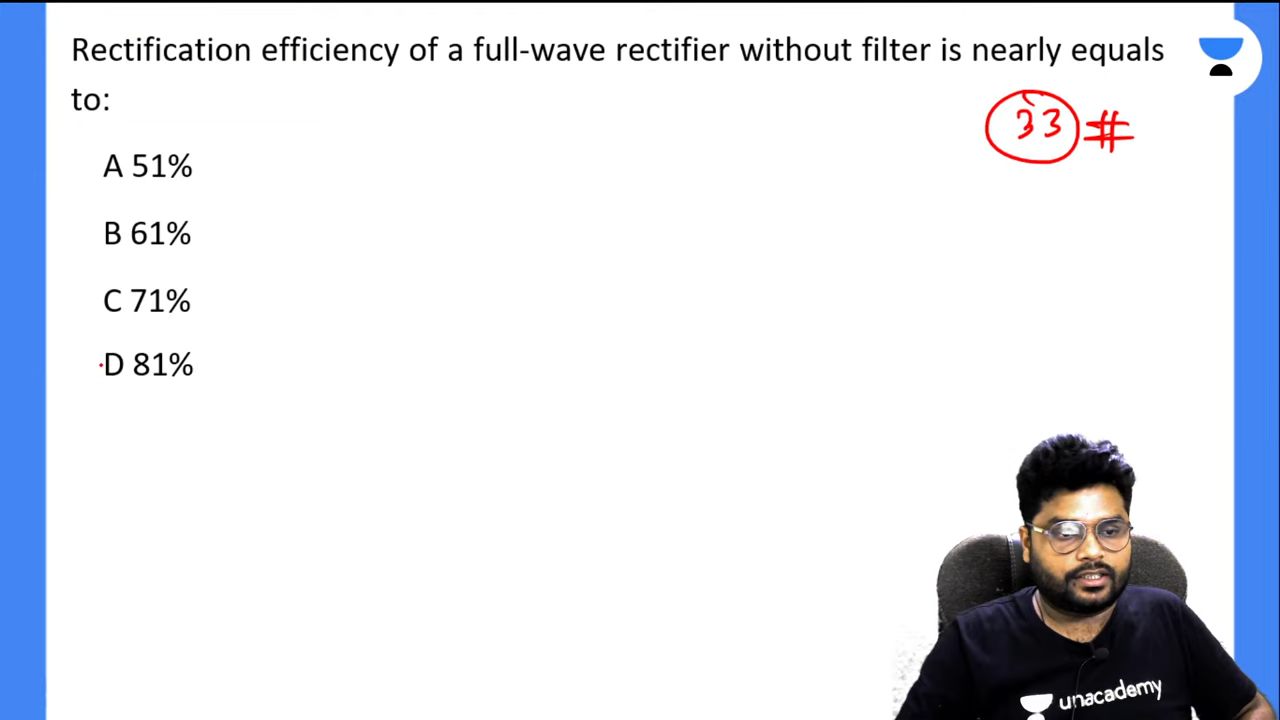 Rectification efficiency of a full-wave rectifier without filter is nearly equals
to:
33 #
A 51%
B 61%
C 71%
D 81%
unacademy